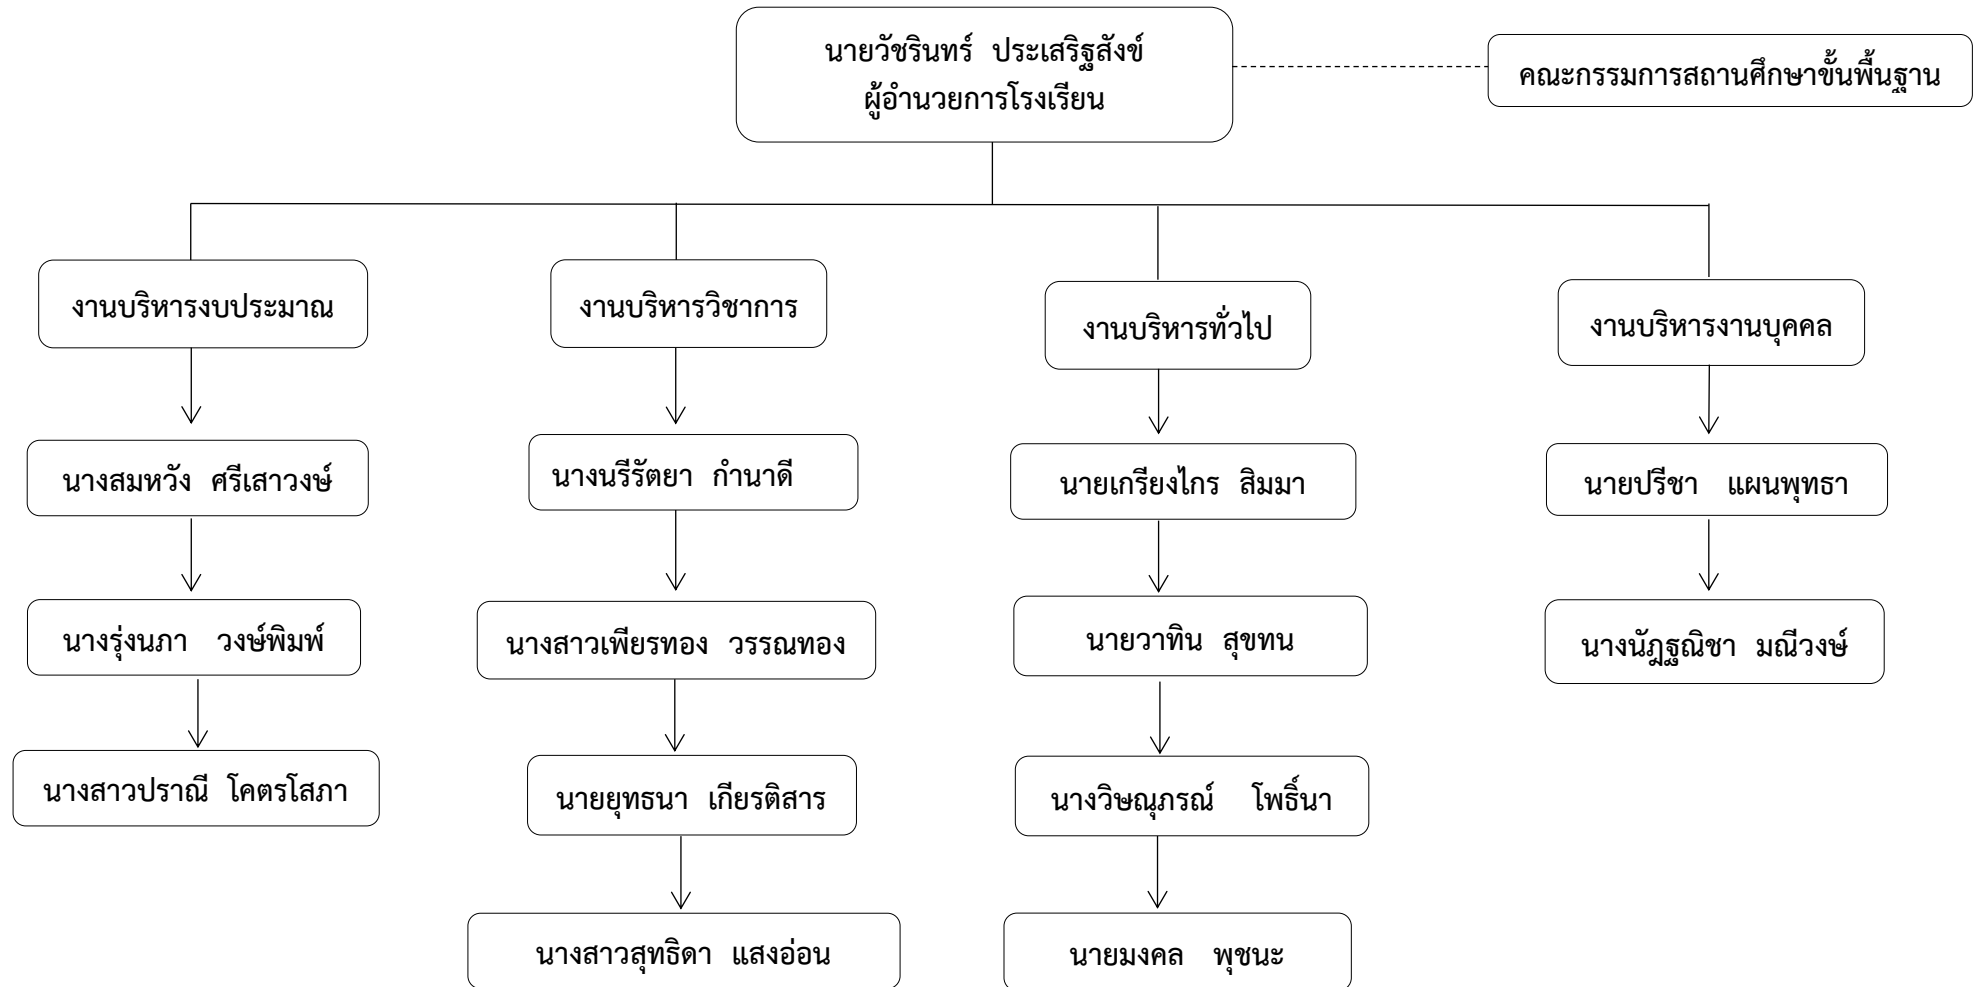 นายวัชรินทร์ ประเสริฐสังข์
ผู้อำนวยการโรงเรียน
คณะกรรมการสถานศึกษาขั้นพื้นฐาน
งานบริหารงบประมาณ
งานบริหารวิชาการ
งานบริหารทั่วไป
งานบริหารงานบุคคล
นางสมหวัง ศรีเสาวงษ์
นางนรีรัตยา กำนาดี
นายเกรียงไกร สิมมา
นายปรีชา แผนพุทธา
นางรุ่งนภา วงษ์พิมพ์
นางสาวเพียรทอง วรรณทอง
นายวาทิน สุขทน
นางนัฏฐณิชา มณีวงษ์
นางสาวปราณี โคตรโสภา
นายยุทธนา เกียรติสาร
นางวิษณุภรณ์ โพธิ์นา
นางสาวสุทธิดา แสงอ่อน
นายมงคล พุชนะ